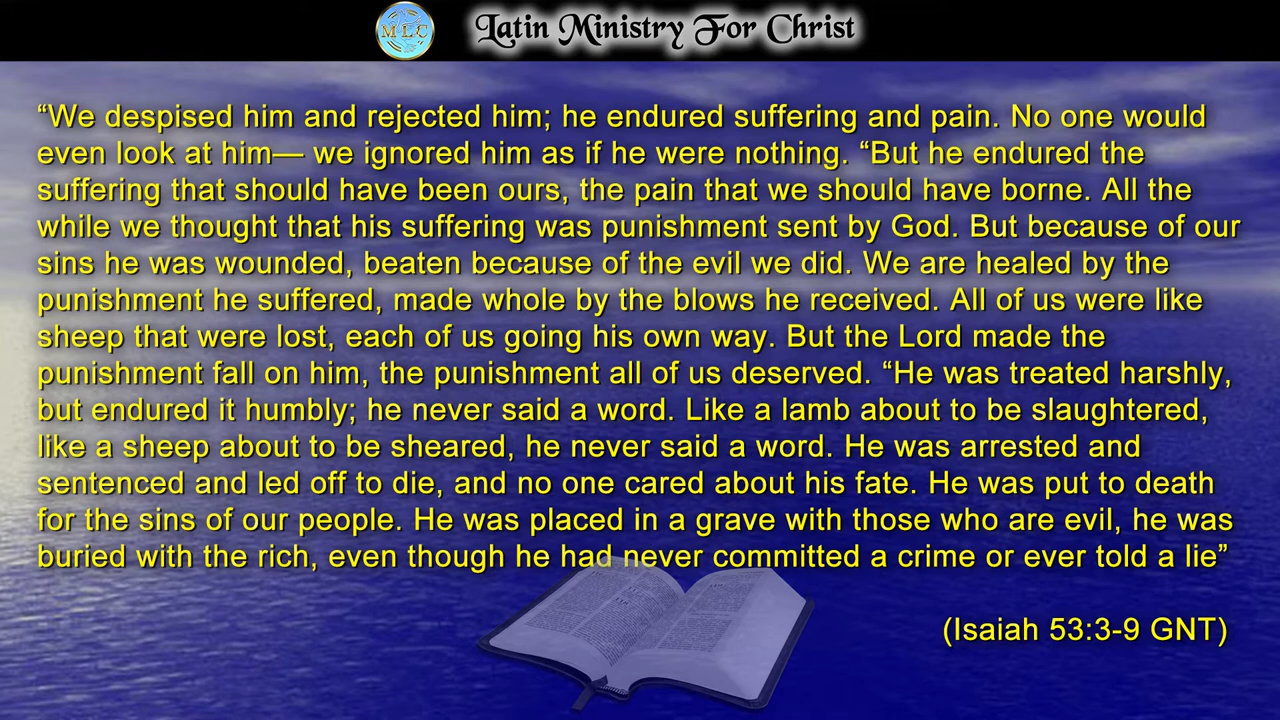 MLC
Latin Ministry For Christ
“We despised him and rejected him; he endured suffering and pain. No one would
even look at him— we ignored him as if he were nothing. “But he endured the
suffering that should have been ours, the pain that we should have borne. All the
while we thought that his suffering was punishment sent by God. But because of our
sins he was wounded, beaten because of the evil we did. We are healed by the
punishment he suffered, made whole by the blows he received. All of us were like
sheep that were lost, each of us going his own way. But the Lord made the
punishment fall on him, the punishment all of us deserved. “He was treated harshly,
but endured it humbly; he never said a word. Like a lamb about to be slaughtered,
like a sheep about to be sheared, he never said a word. He was arrested and
sentenced and led off to die, and no one cared about his fate. He was put to death
for the sins of our people. He was placed in a grave with those who are evil, he was
buried with the rich, even though he had never committed a crime or ever told a lie”
(Isaiah 53:3-9 GNT)